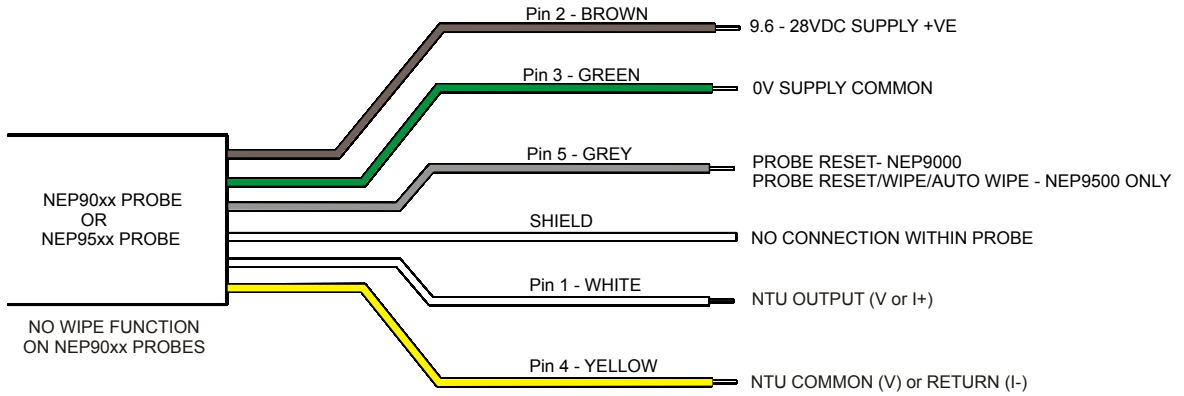 Pin 2 - BROWN
9.6 - 28VDC SUPPLY +VE
Pin 3 - GREEN
0V SUPPLY COMMON
Pin 5 - GREY
PROBE RESET- NEP9000
PROBE RESET/WIPE/AUTO WIPE - NEP9500 ONLY
NEP90xx PROBE
OR
NEP95xx PROBE
SHIELD
NO CONNECTION WITHIN PROBE
Pin 1 - WHITE
NTU OUTPUT (V or I+)
NO WIPE FUNCTION
ON NEP90xx PROBES
Pin 4 - YELLOW
NTU COMMON (V) or RETURN (I-)